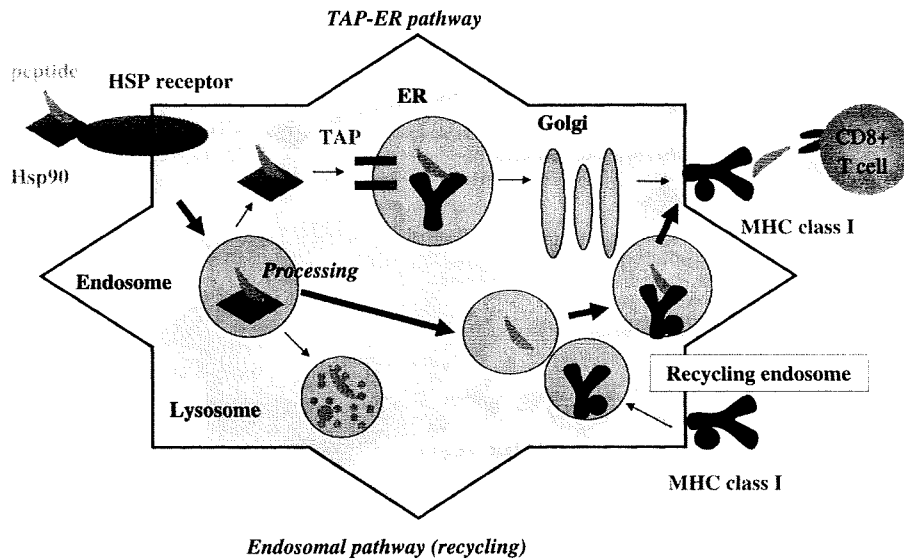 TAP-ER pathway
peptide
HSP receptor
ER
Golgi
TAP
CD8+
T cell
Hsp90
MHC class I
Endosome
Processing
Recycling endosome
Lysosome
MHC class I
Endosomal pathway (recycling)